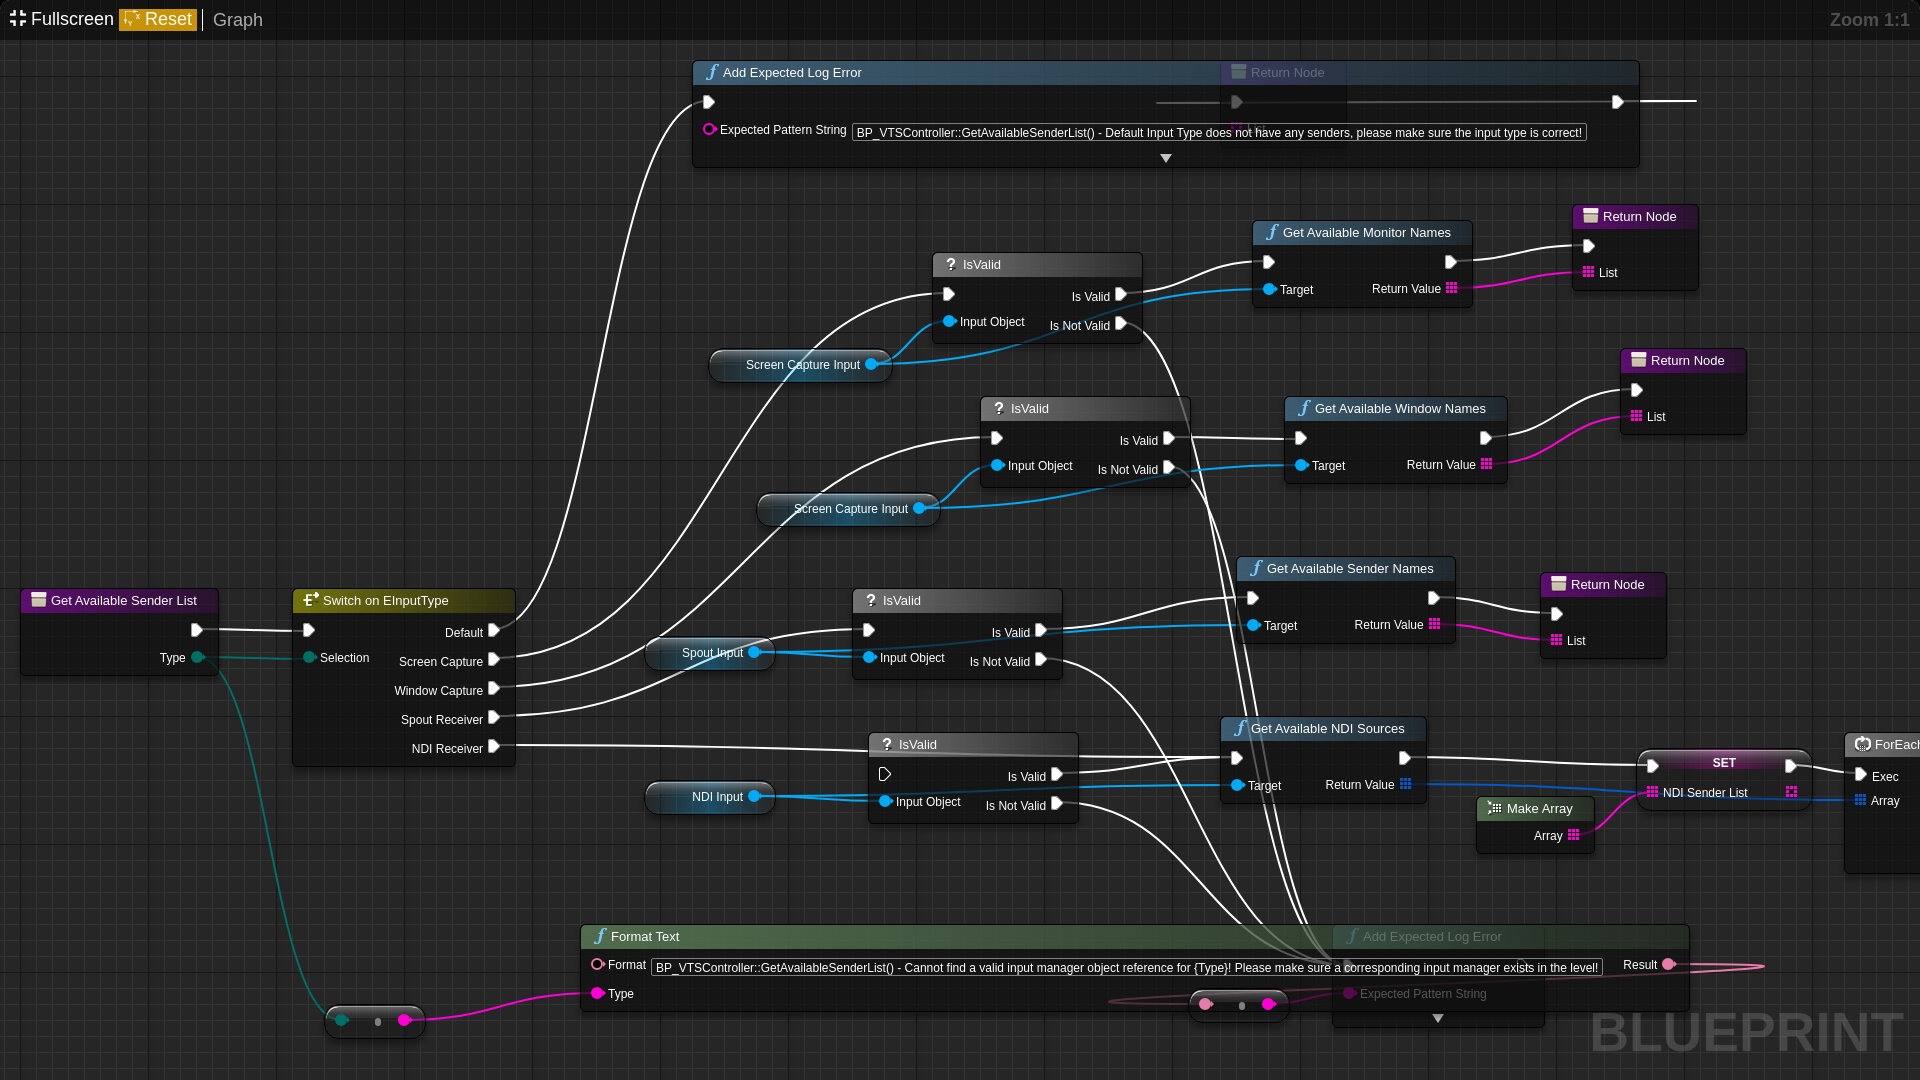 Fullscreen Reset Graph Zoom 1:1
Add Expected Log Error
Return Node
Expected Pattern String BP_VTSController::GetAvailableSenderList() - Default Input Type does not have any senders, please make sure the input type is correct!
List
Return Node
List
Get Available Monitor Names
Target Return Value
IsValid
Is Valid
Input Object Is Not Valid
Screen Capture Input
Return Node
List
IsValid
Is Valid
Input Object Is Not Valid
Get Available Window Names
Target Return Value
Screen Capture Input
Get Available Sender Names
Target Return Value
Return Node
List
Get Available Sender List
Type
Switch on EInputType
Default
Selection Screen Capture
Window Capture
Spout Receiver
NDI Receiver
IsValid
Is Valid
Input Object Is Not Valid
Spout Input
Get Available NDI Sources
Target Return Value
IsValid
Is Valid
Input Object Is Not Valid
NDI Input
SET
NDI Sender List
ForEach
Exec
Array
Make Array
Array
Format Text
Add Expected Log Error
Format BP_VTSController::GetAvailableSenderList() - Cannot find a valid input manager object reference for {Type}! Please make sure a corresponding input manager exists in the level! Result
Type
Expected Pattern String
BLUEPRINT